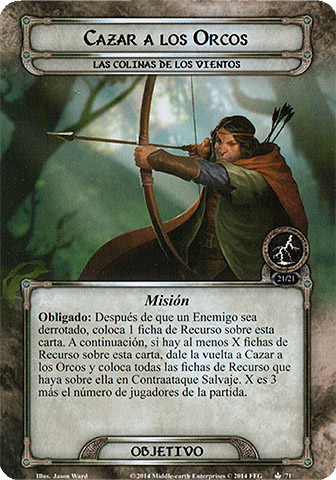 Cazar a los Orcos
Las Colinas de los Vientos
21/21
Misión
Obligado: Después de que un Enemigo sea
derrotado, coloca 1 ficha de Recurso sobre esta
carta. A continuación, si hay al menos X fichas de
Recurso sobre esta carta, dale la vuelta a Cazar a
los Orcos y coloca todas las fichas de Recurso que
haya sobre ella en Contraataque Salvaje. X es 3
más el número de jugadores de la partida.
Objetivo
Illus. Jason Ward
©2014 Middle-earth Enterprises ©2014 FFG
71